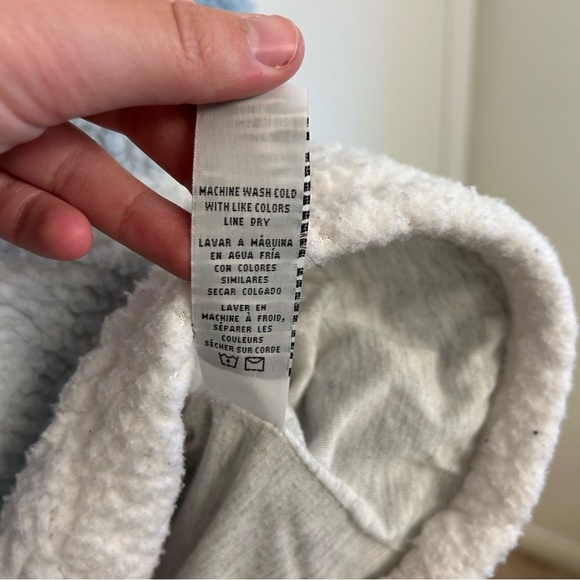 MACHINE WASH COLD
WITH LIKE COLORS
LINE DRY
LAVAR A MÁQUINA
EN AGUA FRÍA
CON COLORES
SIMILARES
SECAR COLGADO
LAVER EN
MACHINE À FROID,
SÉPARER LES
COULEURS
SÈCHER SUR CORDE